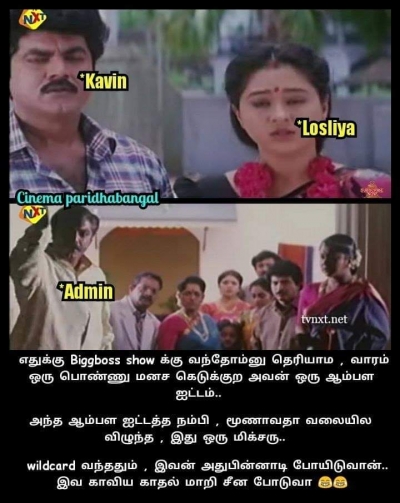 NXT
*Kavin
*Losliya
Cinema paridhabangal
NXT
*Admin
tvnxt.net
எதுக்கு Biggboss show க்கு வந்தோம்னு தெரியாம , வாரம்
ஒரு பொண்ணு மனச கெடுக்குற அவன் ஒரு ஆம்பள
ஐட்டம்..
அந்த ஆம்பள ஐட்டத்த நம்பி , மூணாவதா வலையில
விழுந்த , இது ஒரு மிக்சரு..
wildcard வந்ததும் , இவன் அதுபின்னாடி போயிடுவான்..
இவ காவிய காதல் மாறி சீன போடுவா 😂😂